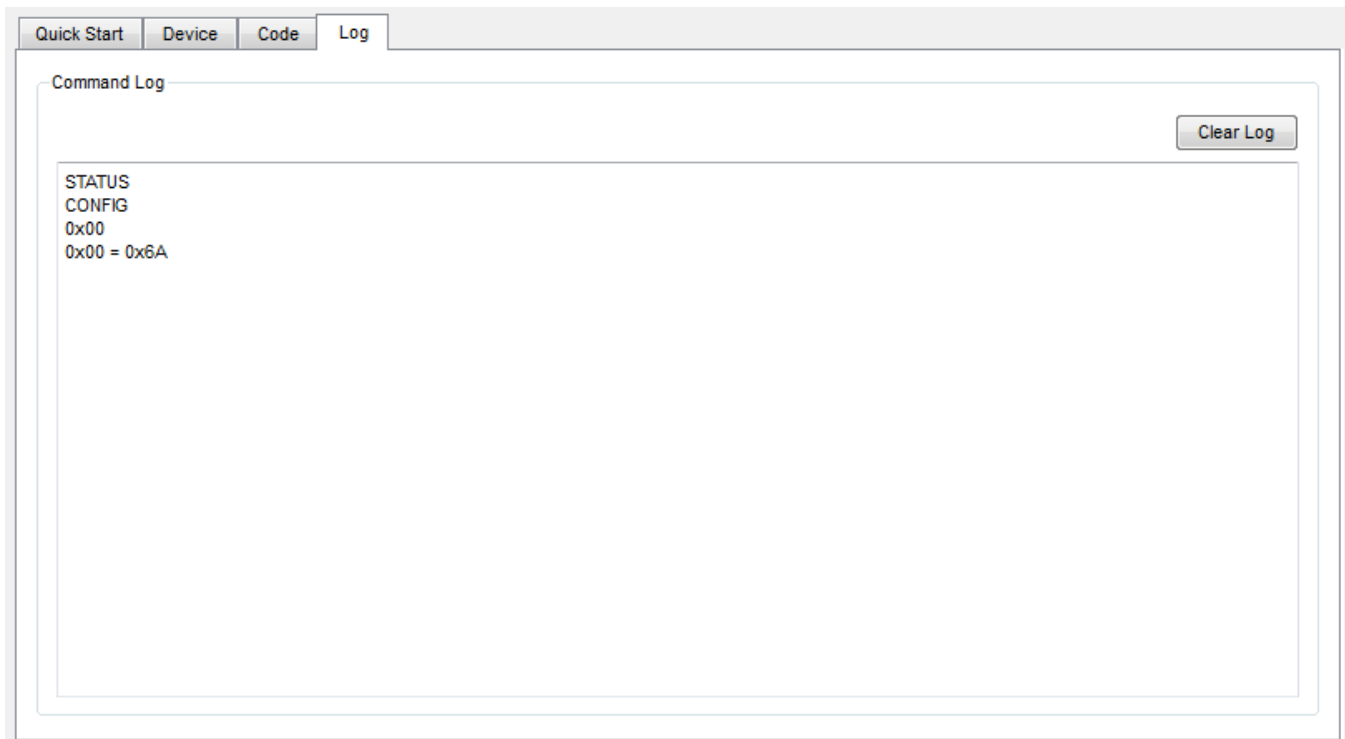 Quick Start Device Code Log
Command Log
Clear Log
STATUS
CONFIG
0x00
0x00 = 0x6A